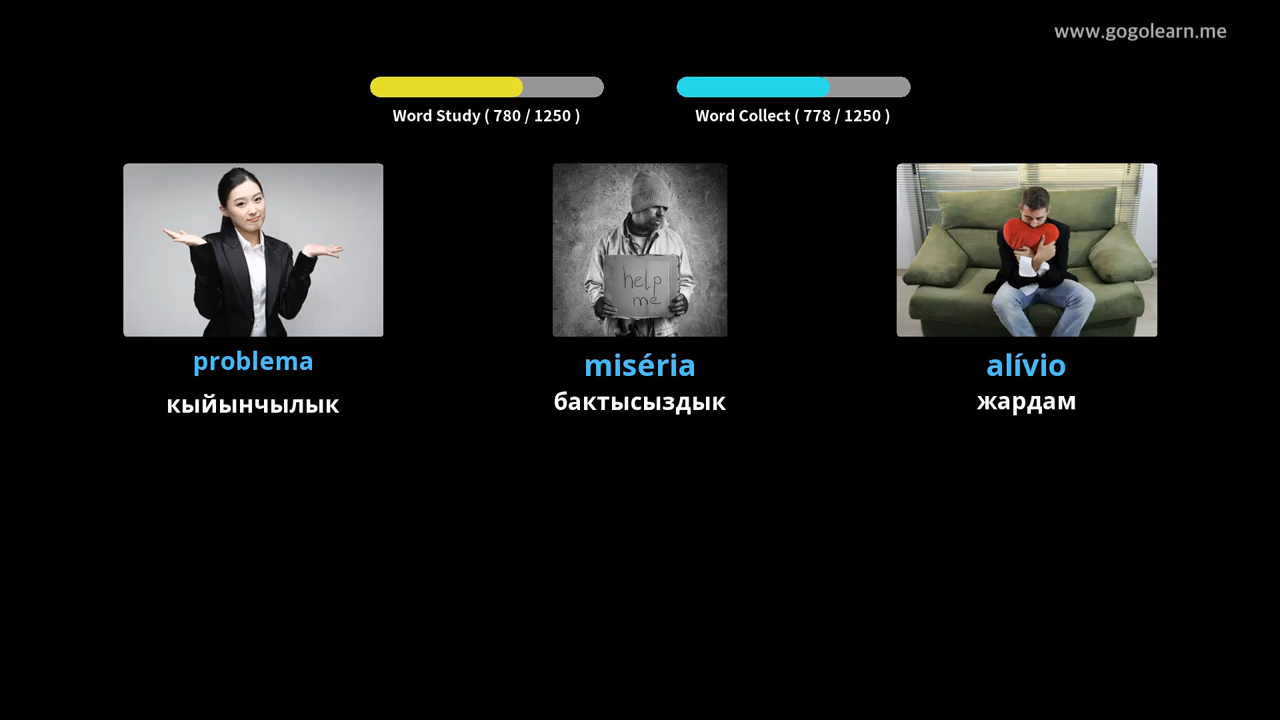 www.gogolearn.me
Word Study ( 780 / 1250 )
Word Collect ( 778 / 1250 )
help
me
problema
miséria
alívio
кыйынчылык
бактысыздык
жардам